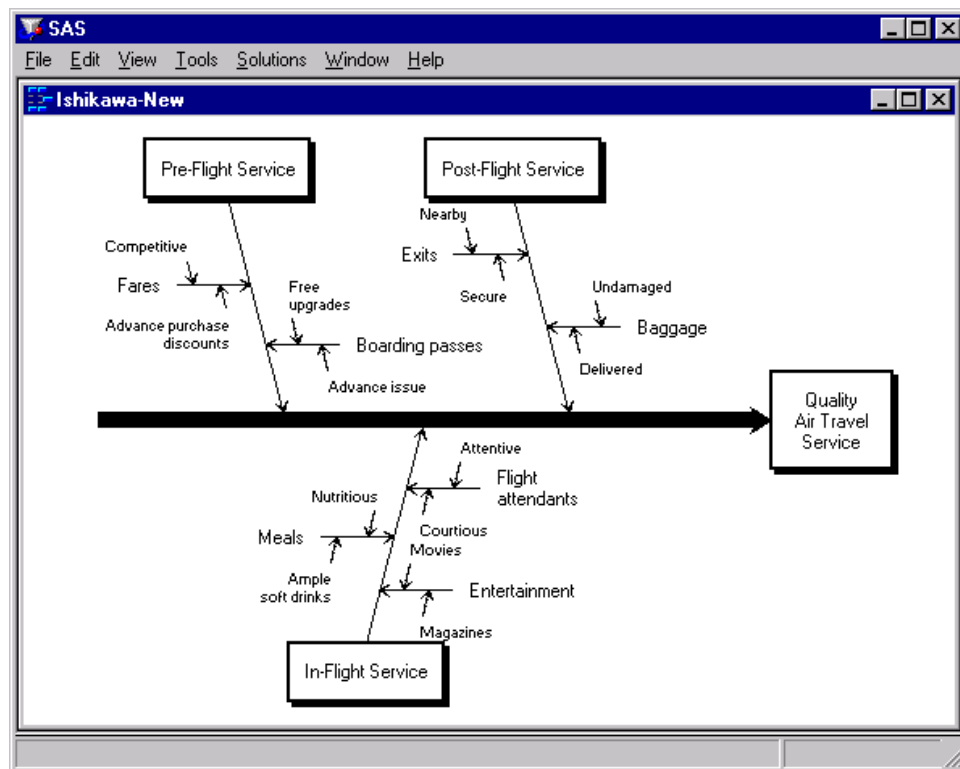 SAS
File Edit View Tools Solutions Window Help
Ishikawa-New
Pre-Flight Service
Post-Flight Service
Nearby
Competitive
Exits
Fares
Free
upgrades
Undamaged
Secure
Advance purchase
discounts
Boarding passes
Baggage
Advance issue
Delivered
Quality
Air Travel
Service
Attentive
Flight
attendants
Nutritious
Meals
Courtious
Movies
Ample
soft drinks
Entertainment
Magazines
In-Flight Service